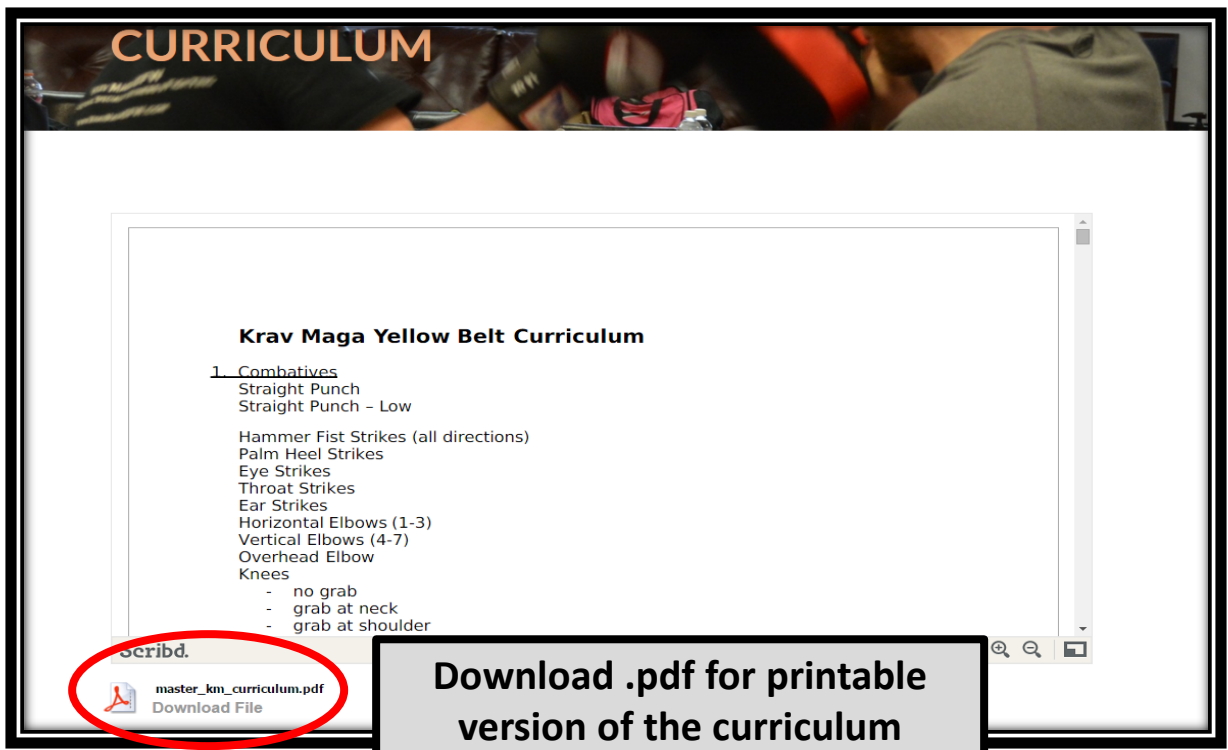 CURRICULUM
Krav Maga Yellow Belt Curriculum
1. Combatives
Straight Punch
Straight Punch – Low
Hammer Fist Strikes (all directions)
Palm Heel Strikes
Eye Strikes
Throat Strikes
Ear Strikes
Horizontal Elbows (1-3)
Vertical Elbows (4-7)
Overhead Elbow
Knees
- no grab
- grab at neck
- grab at shoulder
Scribd.
master_km_curriculum.pdf
Download File
Download .pdf for printable
version of the curriculum